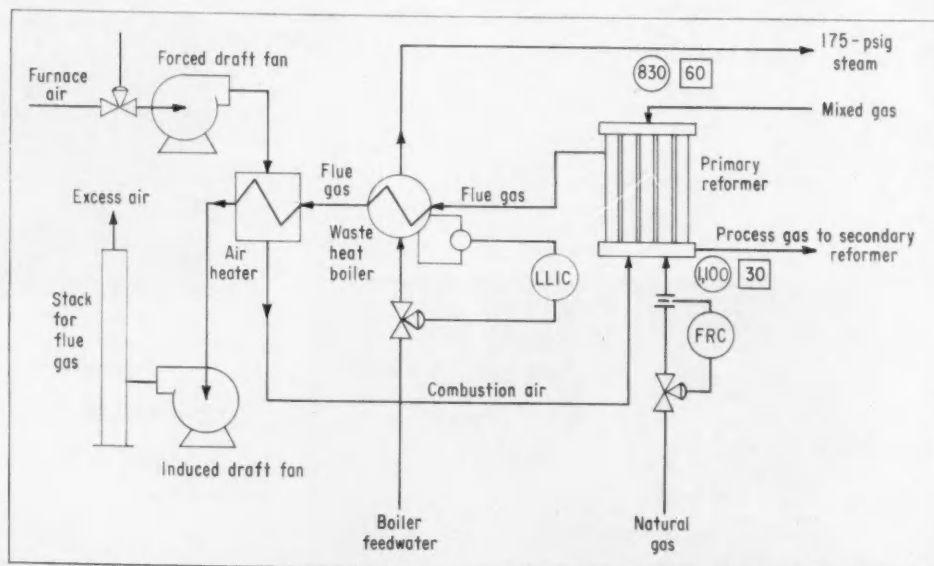 Forced draft fan
Furnace
air
175-psig
steam
830
60
Mixed gas
Primary
reformer
Flue
gas
Flue gas
Excess air
Air
heater
Waste
heat
boiler
Process gas to secondary
reformer
1,100
30
LLIC
FRC
Stack
for
flue
gas
Combustion air
Induced draft fan
Boiler
feedwater
Natural
gas